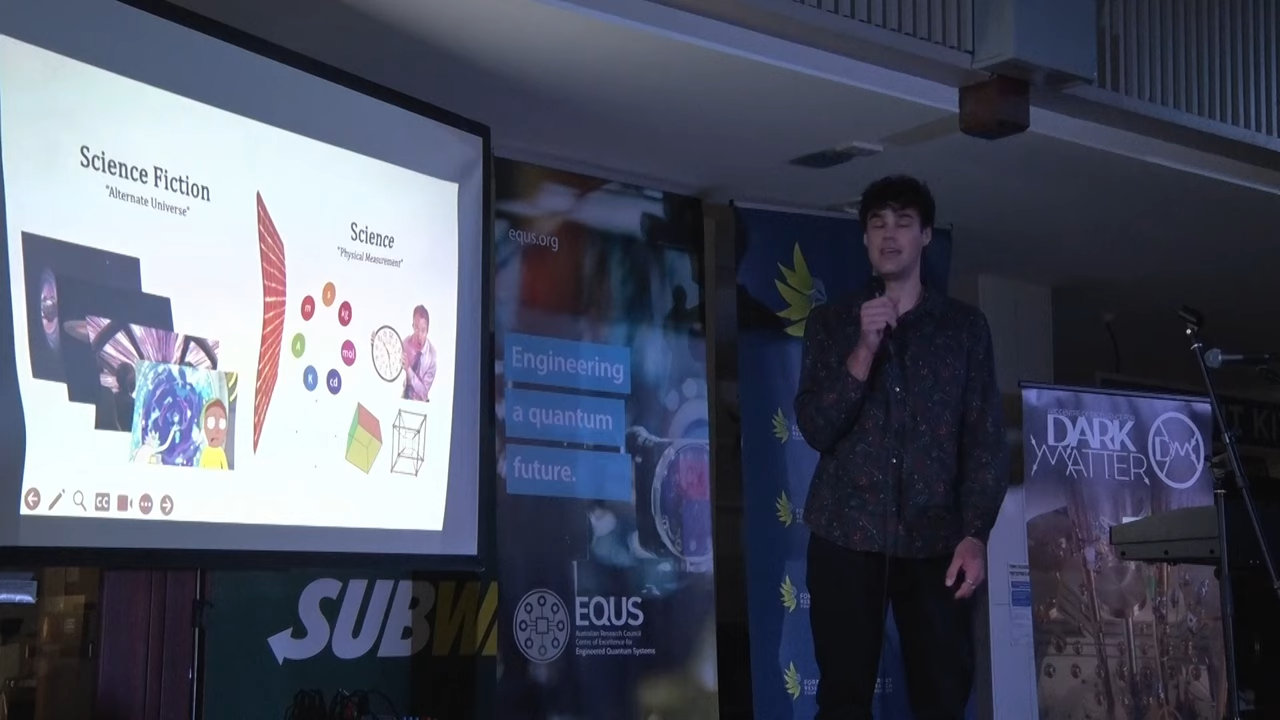 Science Fiction
"Alternate Universe"
Science
"Physical Measurement"
s
m
kg
A
mol
K
cd
CC
equs.org
Engineering
a quantum
future.
EQUS
Australian Research Council
Centre of Excellence for
Engineered Quantum Systems
SUBW
DARK
MATTER